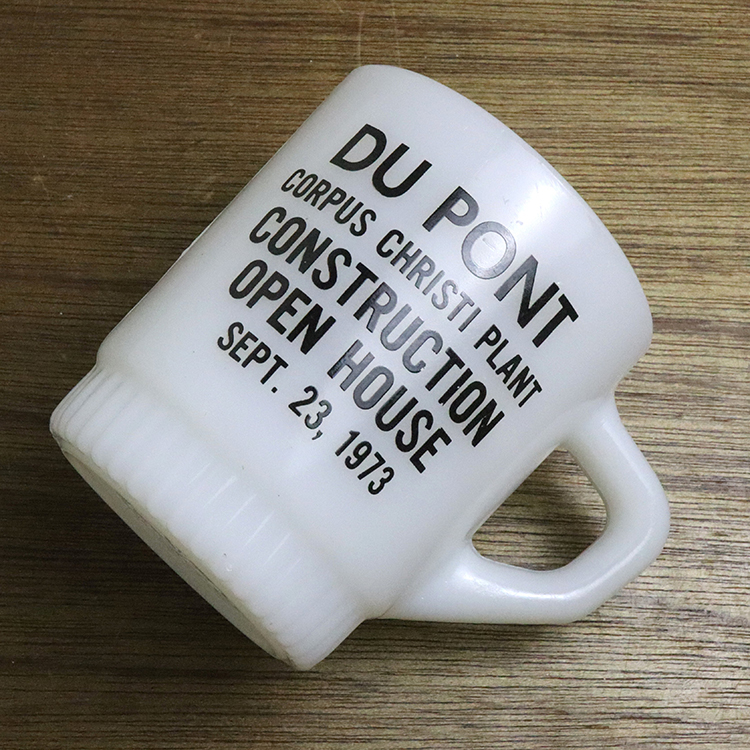 DU PONT
CORPUS CHRISTI PLANT
CONSTRUCTION
OPEN HOUSE
SEPT. 23, 1973